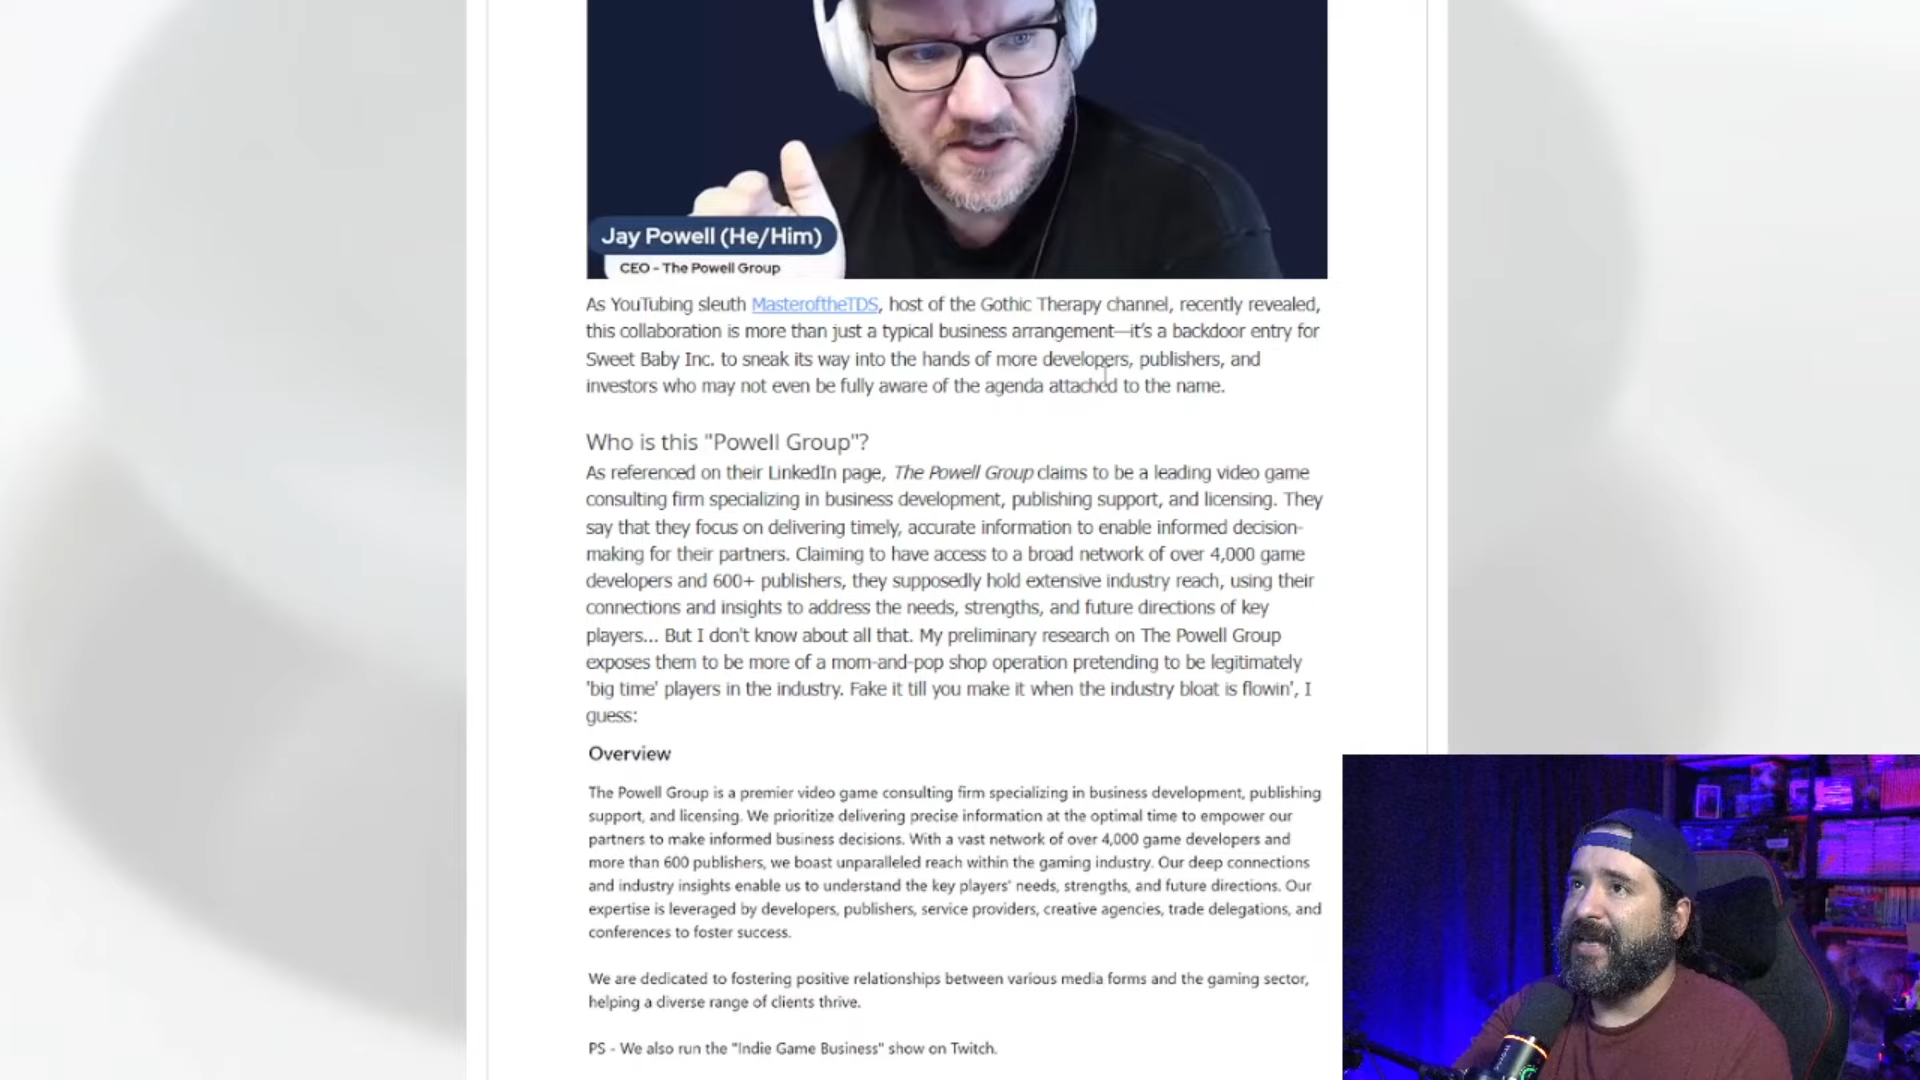 Jay Powell (He/Him)
CEO - The Powell Group
As YouTubing sleuth MasteroftheTDS, host of the Gothic Therapy channel, recently revealed,
this collaboration is more than just a typical business arrangement—it's a backdoor entry for
Sweet Baby Inc. to sneak its way into the hands of more developers, publishers, and
investors who may not even be fully aware of the agenda attached to the name.
Who is this "Powell Group"?
As referenced on their LinkedIn page, The Powell Group claims to be a leading video game
consulting firm specializing in business development, publishing support, and licensing. They
say that they focus on delivering timely, accurate information to enable informed decision-
making for their partners. Claiming to have access to a broad network of over 4,000 game
developers and 600+ publishers, they supposedly hold extensive industry reach, using their
connections and insights to address the needs, strengths, and future directions of key
players... But I don't know about all that. My preliminary research on The Powell Group
exposes them to be more of a mom-and-pop shop operation pretending to be legitimately
'big time' players in the industry. Fake it till you make it when the industry bloat is flowin', I
guess:
Overview
The Powell Group is a premier video game consulting firm specializing in business development, publishing
support, and licensing. We prioritize delivering precise information at the optimal time to empower our
partners to make informed business decisions. With a vast network of over 4,000 game developers and
more than 600 publishers, we boast unparalleled reach within the gaming industry. Our deep connections
and industry insights enable us to understand the key players' needs, strengths, and future directions. Our
expertise is leveraged by developers, publishers, service providers, creative agencies, trade delegations, and
conferences to foster success.
We are dedicated to fostering positive relationships between various media forms and the gaming sector,
helping a diverse range of clients thrive.
PS - We also run the "Indie Game Business" show on Twitch.